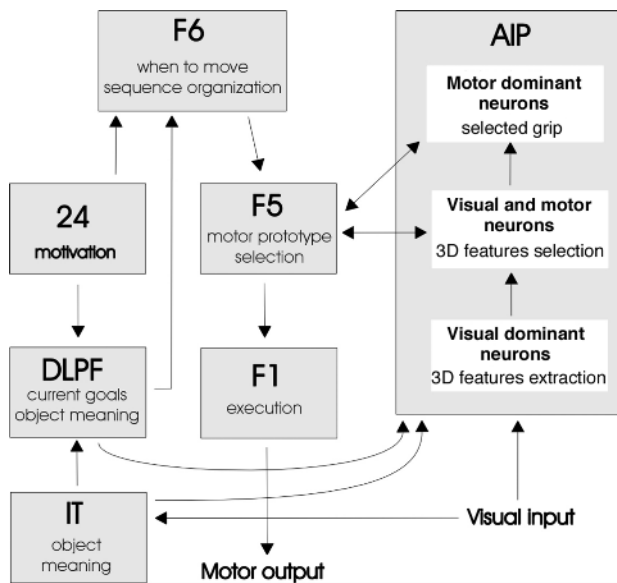 F6
when to move
sequence organization
AIP
Motor dominant
neurons
selected grip
24
motivation
F5
motor prototype
selection
Visual and motor
neurons
3D features selection
DLPF
current goals
object meaning
F1
execution
Visual dominant
neurons
3D features extraction
IT
object
meaning
Visual input
Motor output